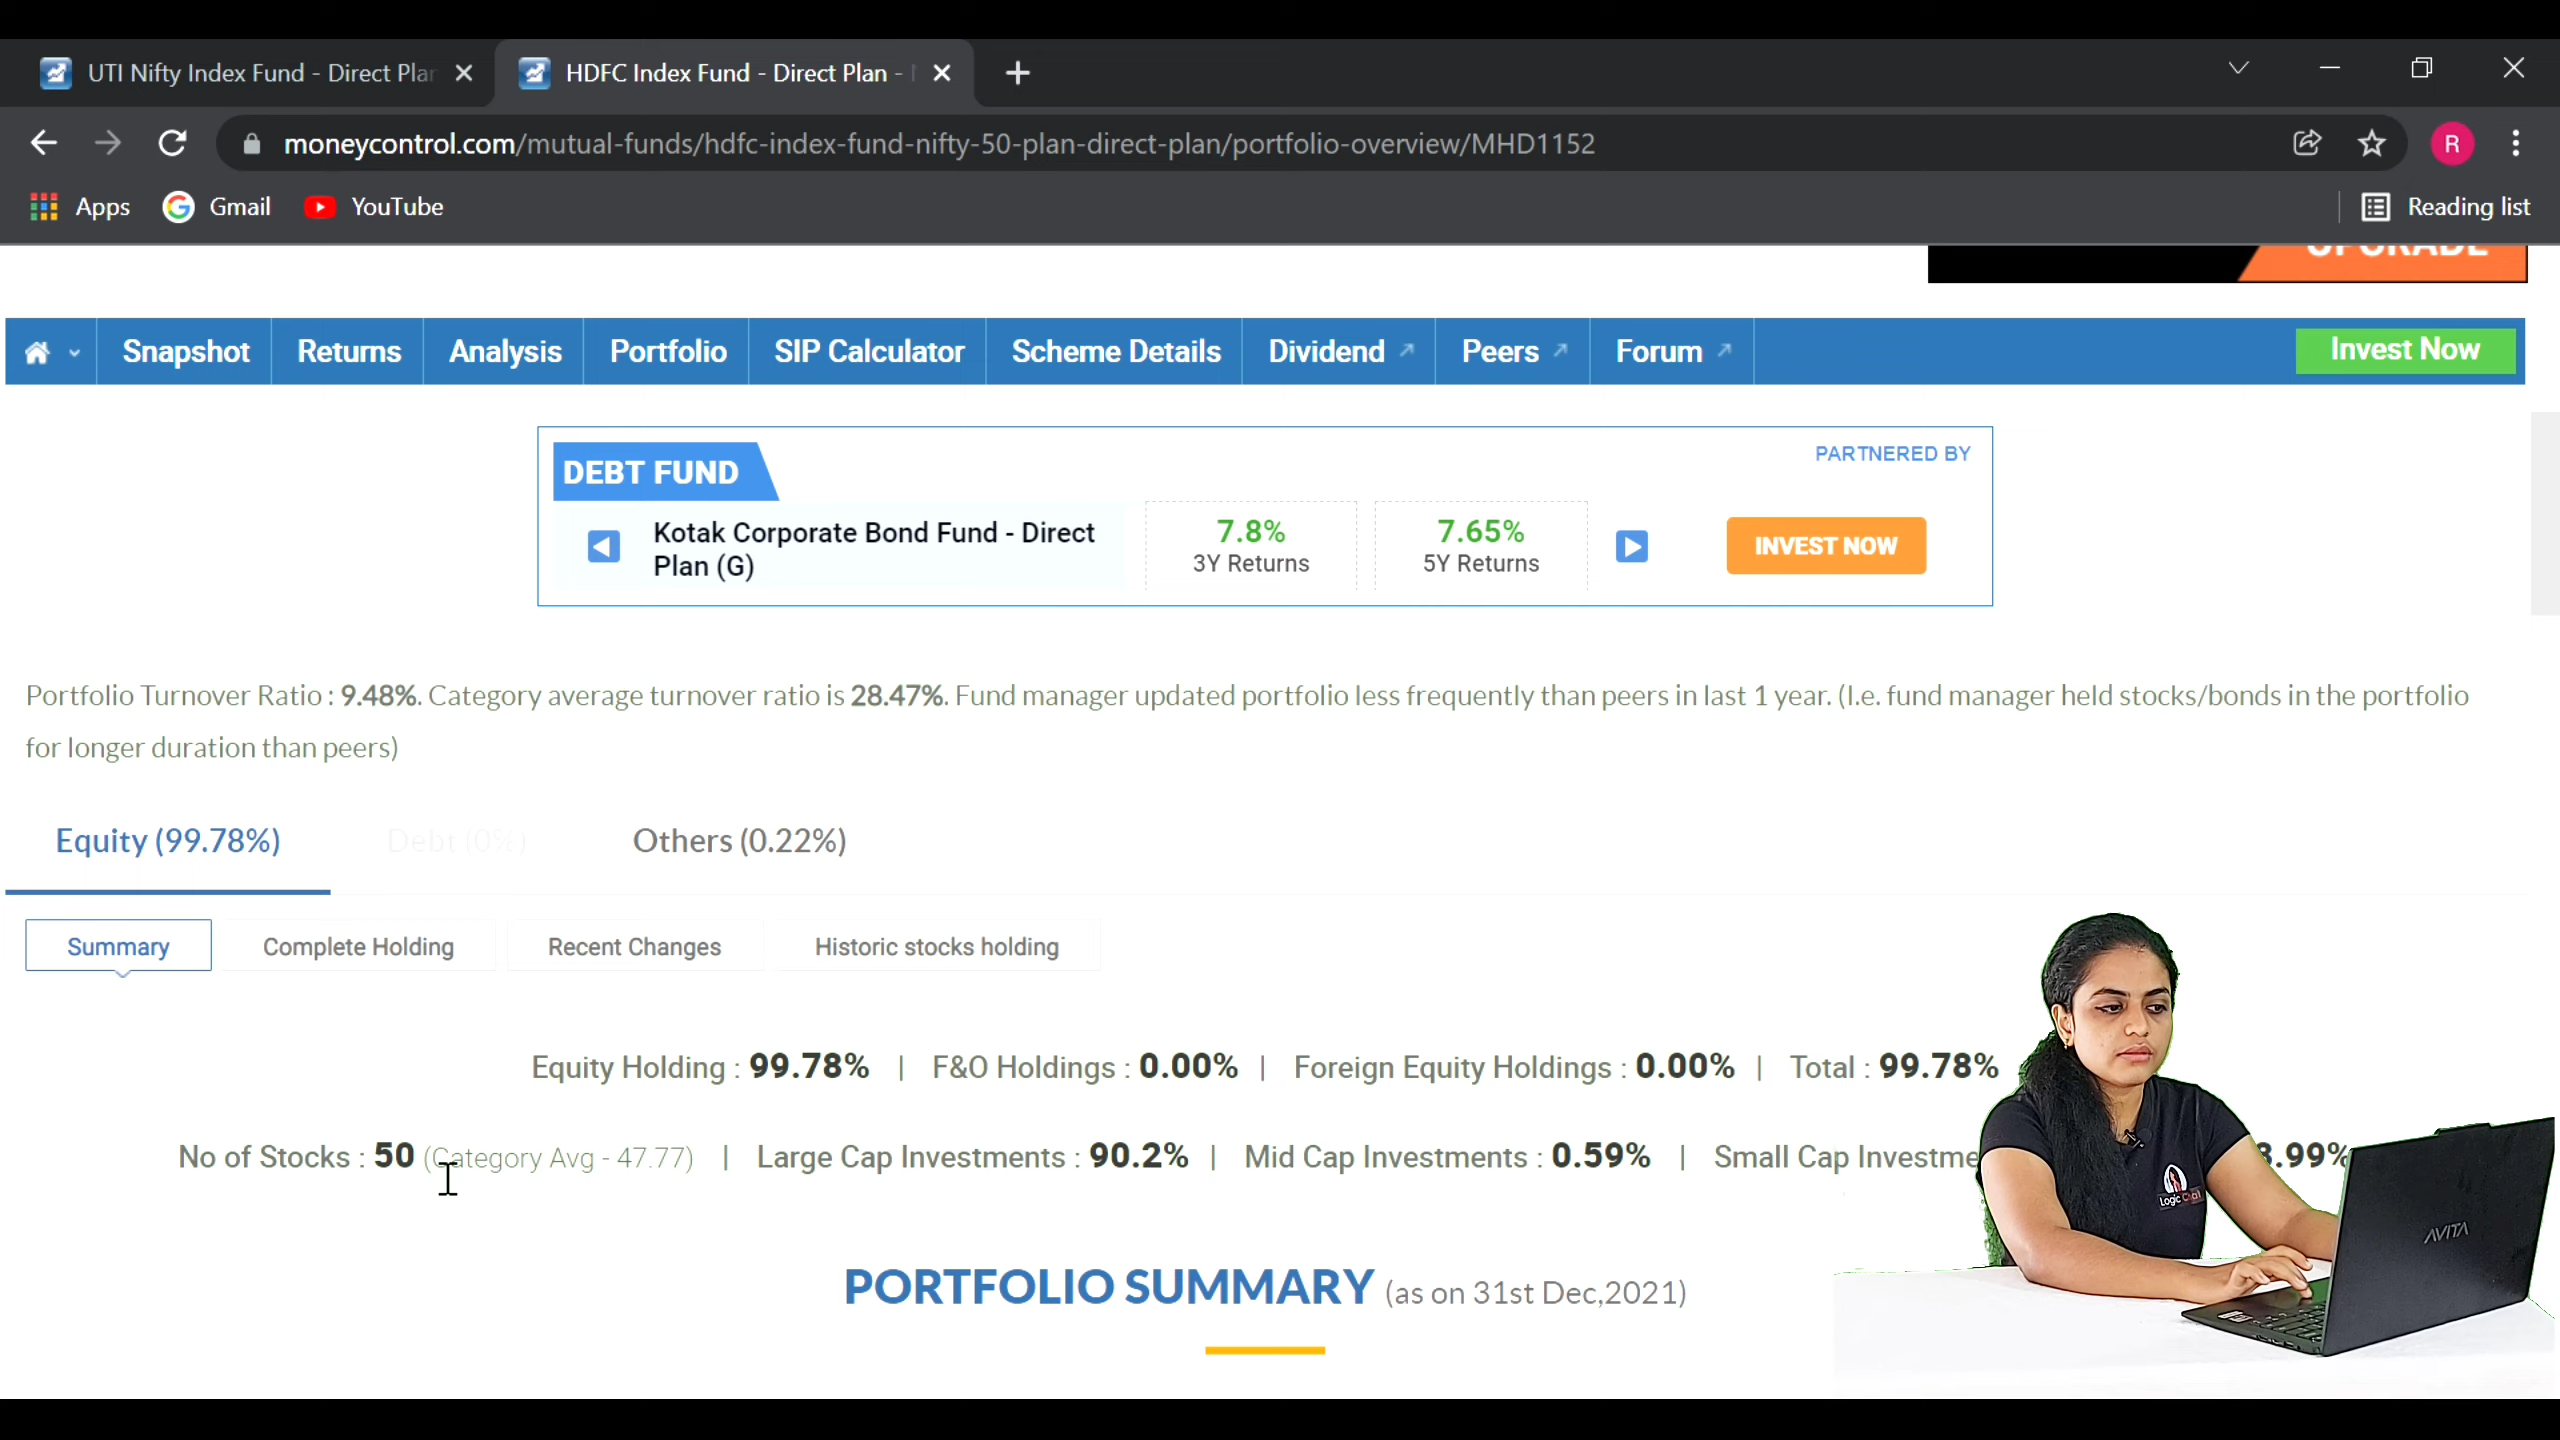 UTI Nifty Index Fund - Direct Plan
HDFC Index Fund - Direct Plan -
moneycontrol.com/mutual-funds/hdfc-index-fund-nifty-50-plan-direct-plan/portfolio-overview/MHD1152
R
Apps
Gmail
YouTube
Reading list
UPGRADE
Snapshot
Returns
Analysis
Portfolio
SIP Calculator
Scheme Details
Dividend
Peers
Forum
Invest Now
DEBT FUND
PARTNERED BY
Kotak Corporate Bond Fund - Direct
Plan (G)
7.8%
3Y Returns
7.65%
5Y Returns
INVEST NOW
Portfolio Turnover Ratio : 9.48%. Category average turnover ratio is 28.47%. Fund manager updated portfolio less frequently than peers in last 1 year. (I.e. fund manager held stocks/bonds in the portfolio
for longer duration than peers)
Equity (99.78%)
Debt (0%)
Others (0.22%)
Summary
Complete Holding
Recent Changes
Historic stocks holding
Equity Holding : 99.78% | F&O Holdings : 0.00% | Foreign Equity Holdings : 0.00% | Total : 99.78%
No of Stocks : 50 (Category Avg - 47.77) | Large Cap Investments : 90.2% | Mid Cap Investments : 0.59% | Small Cap Investme .99%
PORTFOLIO SUMMARY (as on 31st Dec,2021)
Logic Chat
AVITA